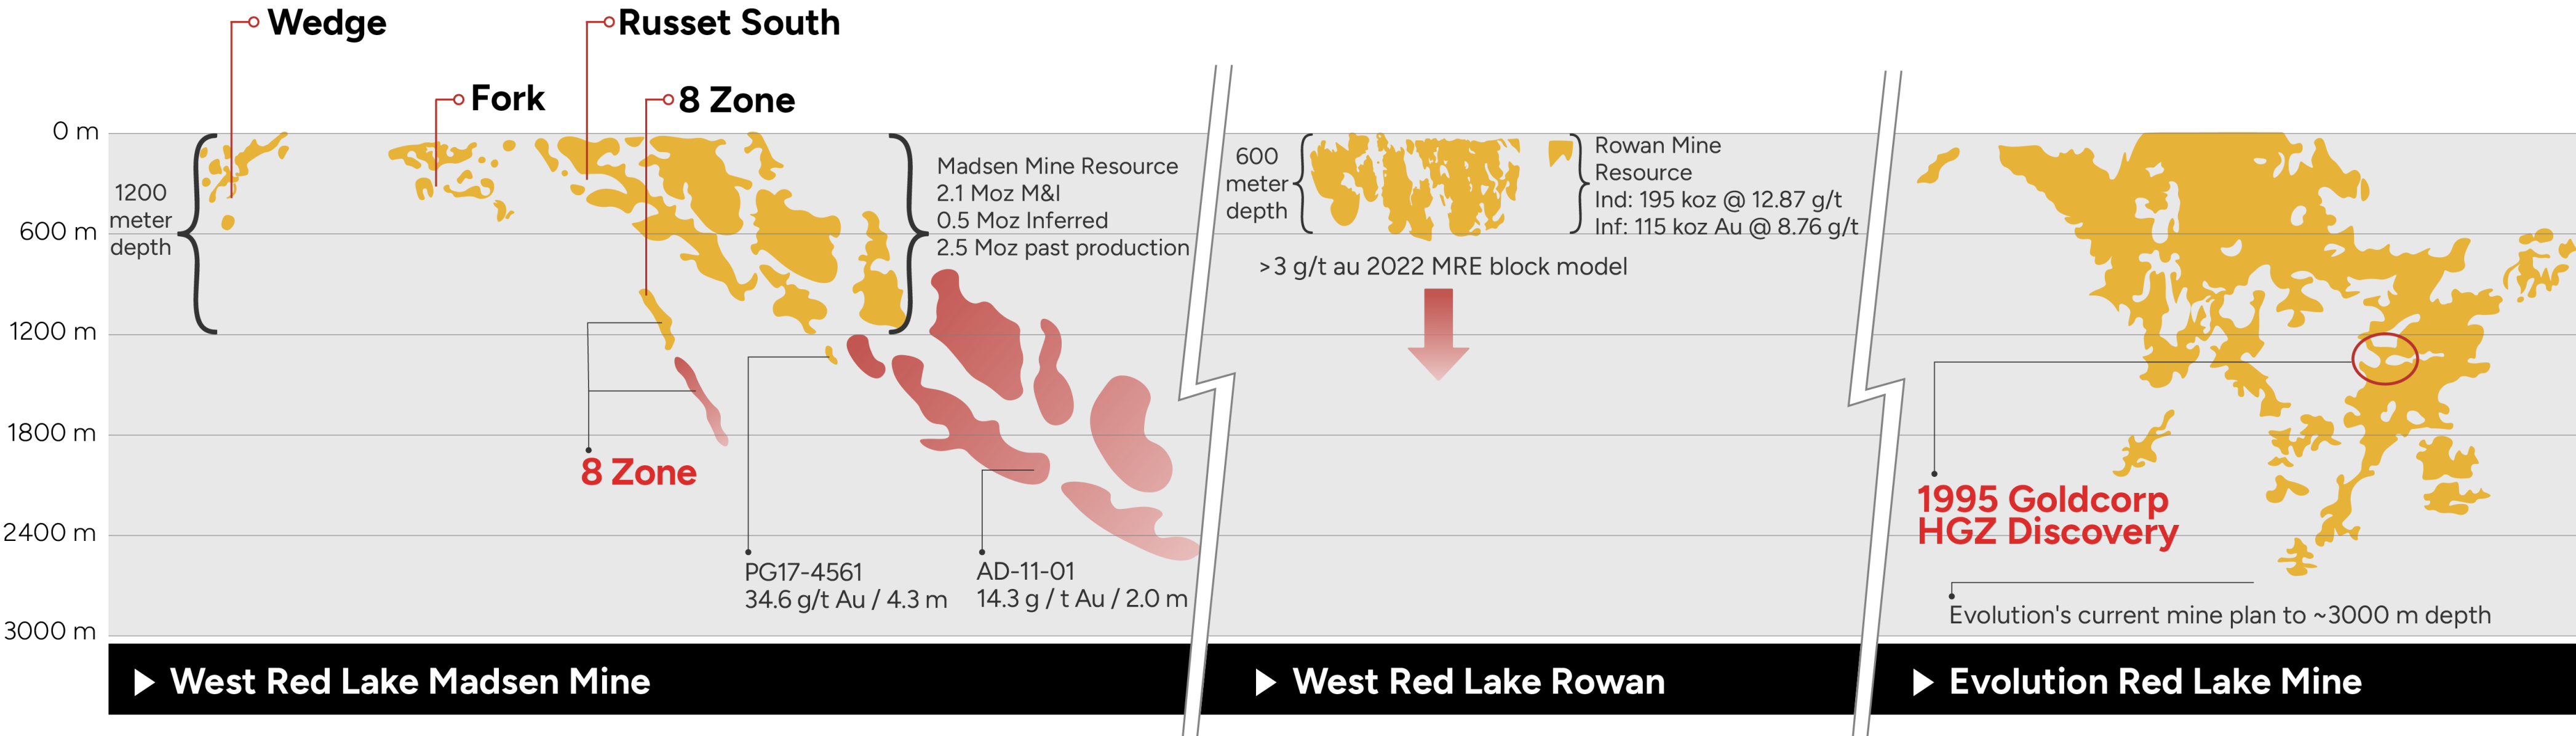 Wedge
Russet South
Fork
8 Zone
0 m
600 m
1200 m
1800 m
2400 m
3000 m
1200
meter
depth
Madsen Mine Resource
2.1 Moz M&I
0.5 Moz Inferred
2.5 Moz past production
8 Zone
PG17-4561
34.6 g/t Au / 4.3 m
AD-11-01
14.3 g / t Au / 2.0 m
600
meter
depth
Rowan Mine
Resource
Ind: 195 koz @ 12.87 g/t
Inf: 115 koz Au @ 8.76 g/t
>3 g/t au 2022 MRE block model
1995 Goldcorp
HGZ Discovery
Evolution's current mine plan to ~3000 m depth
West Red Lake Madsen Mine
West Red Lake Rowan
Evolution Red Lake Mine